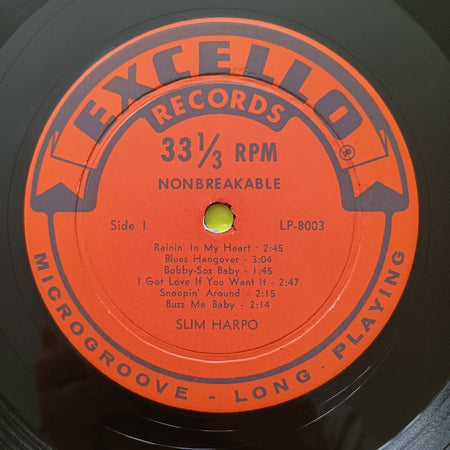 EXCELLO
RECORDS
®
33⅓ RPM
NONBREAKABLE
Side I LP-8003
Rainin' In My Heart - 2:45
Blues Hangover - 3:04
Bobby-Sox Baby - 1:45
I Got Love If You Want It - 2:47
Snoopin' Around - 2:15
Buzz Me Baby - 2:14
SLIM HARPO
MICROGROOVE - LONG PLAYING